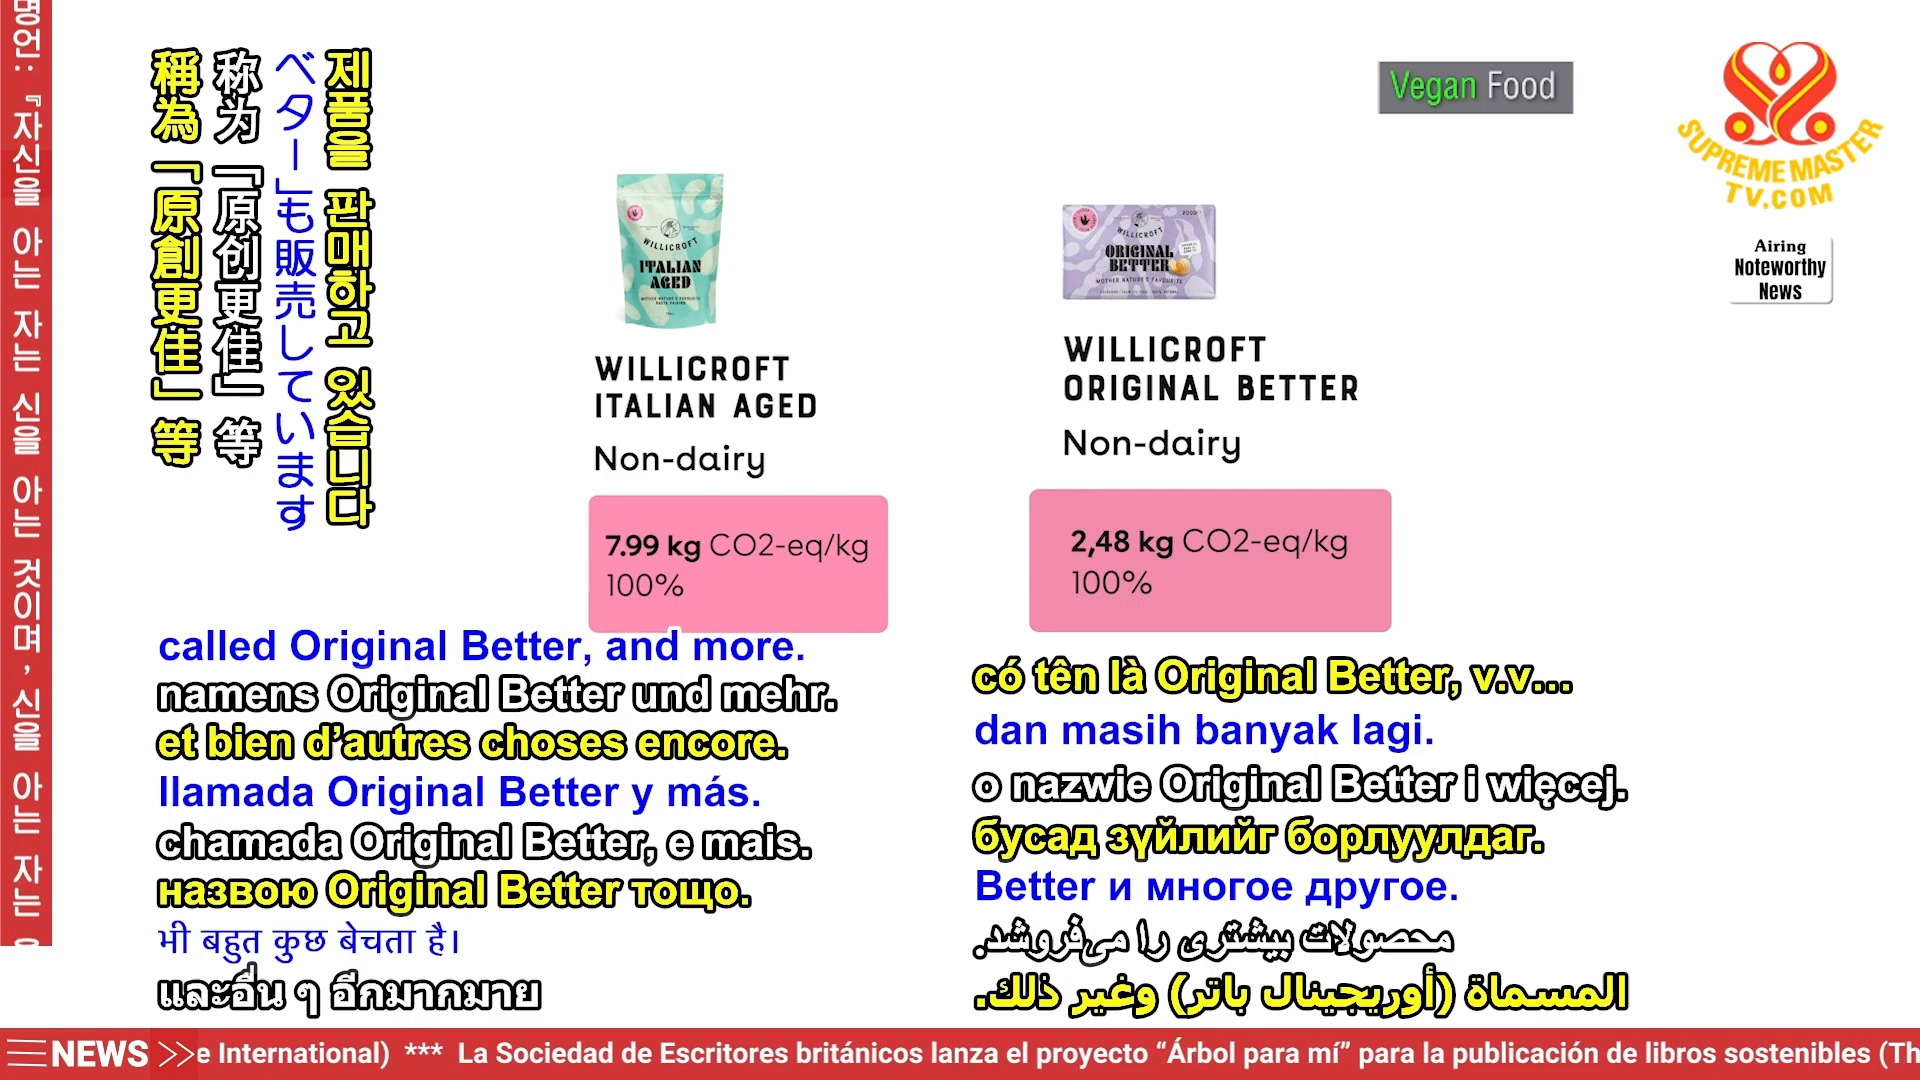 명언: 『자신을 아는 자는 신을 아는 것이며, 신을 아는 자는
稱為「原創更佳」等
称为「原创更佳」等
ベター」も販売しています
제품을 판매하고 있습니다
Vegan Food
SUPREME MASTER
TV.COM
Airing
Noteworthy
News
WILLICROFT
ITALIAN
AGED
MOTHER NATURE'S FAVOURITE
PASTA PAIRING
WILLICROFT
ITALIAN AGED
Non-dairy
7.99 kg CO2-eq/kg
100%
200g
WILLICROFT
ORIGINAL
BETTER
MOTHER NATURE'S FAVOURITE
WILLICROFT
ORIGINAL BETTER
Non-dairy
2,48 kg CO2-eq/kg
100%
called Original Better, and more.
namens Original Better und mehr.
et bien d’autres choses encore.
llamada Original Better y más.
chamada Original Better, e mais.
назвою Original Better тощо.
भी बहुत कुछ बेचता है।
และอื่น ๆ อีกมากมาย
có tên là Original Better, v.v...
dan masih banyak lagi.
o nazwie Original Better i więcej.
бусад зүйлийг борлуулдаг.
Better и многое другое.
محصولات بیشتری را می‌فروشد.
المسماة (أوريجينال باتر) وغير ذلك.
NEWS
e International) *** La Sociedad de Escritores británicos lanza el proyecto “Árbol para mí” para la publicación de libros sostenibles (Th